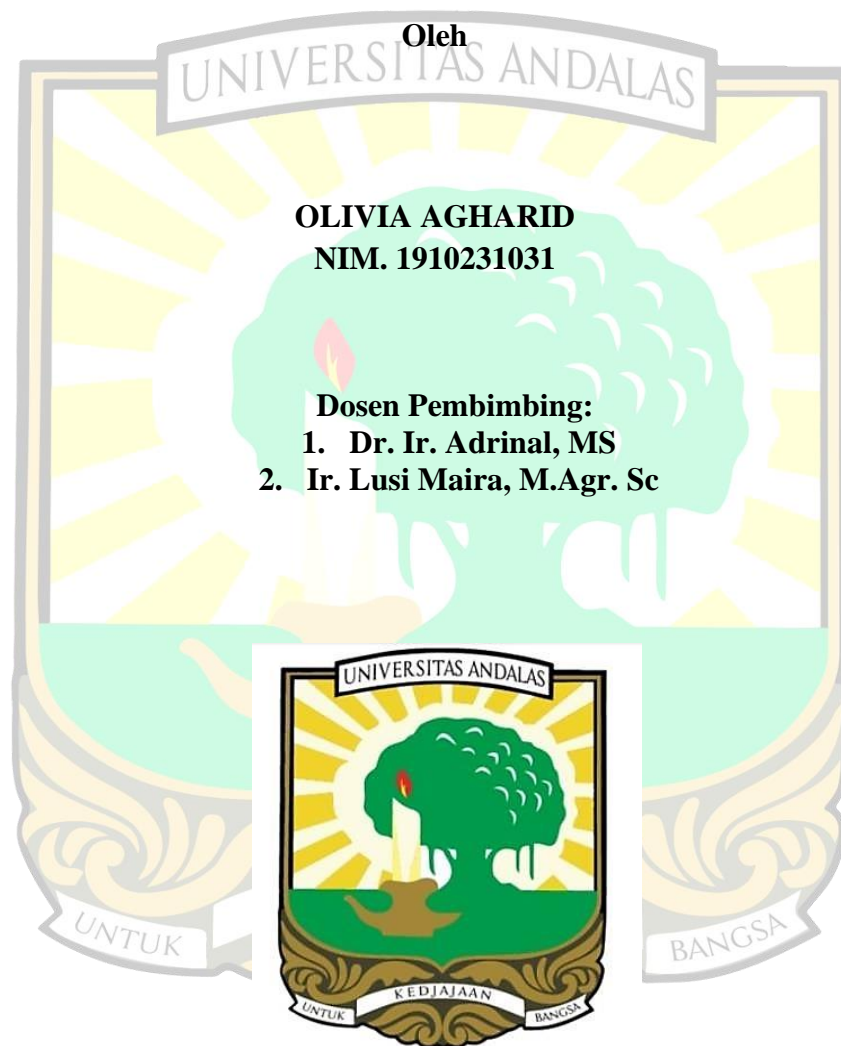 Oleh
UNIVERSITAS ANDALAS
OLIVIA AGHARID
NIM. 1910231031
Dosen Pembimbing:
1. Dr. Ir. Adrinal, MS
2. Ir. Lusi Maira, M.Agr. Sc
UNIVERSITAS ANDALAS
UNTUK
BANGSA
KEDJAJAAN
UNTUK
BANGSA